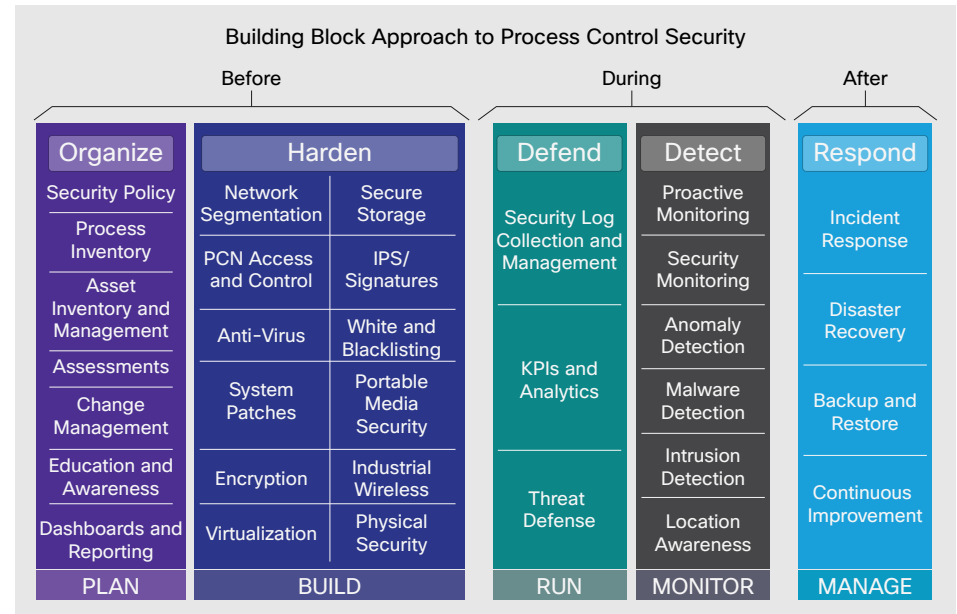 Building Block Approach to Process Control Security
Before
During
After
Organize
Security Policy
Process
Inventory
Asset
Inventory and
Management
Assessments
Change
Management
Education and
Awareness
Dashboards and
Reporting
PLAN
Harden
Network
Segmentation
Secure
Storage
PCN Access
and Control
IPS/
Signatures
Anti-Virus
White and
Blacklisting
System
Patches
Portable
Media
Security
Encryption
Industrial
Wireless
Virtualization
Physical
Security
BUILD
Defend
Security Log
Collection and
Management
KPIs and
Analytics
Threat
Defense
RUN
Detect
Proactive
Monitoring
Security
Monitoring
Anomaly
Detection
Malware
Detection
Intrusion
Detection
Location
Awareness
MONITOR
Respond
Incident
Response
Disaster
Recovery
Backup and
Restore
Continuous
Improvement
MANAGE